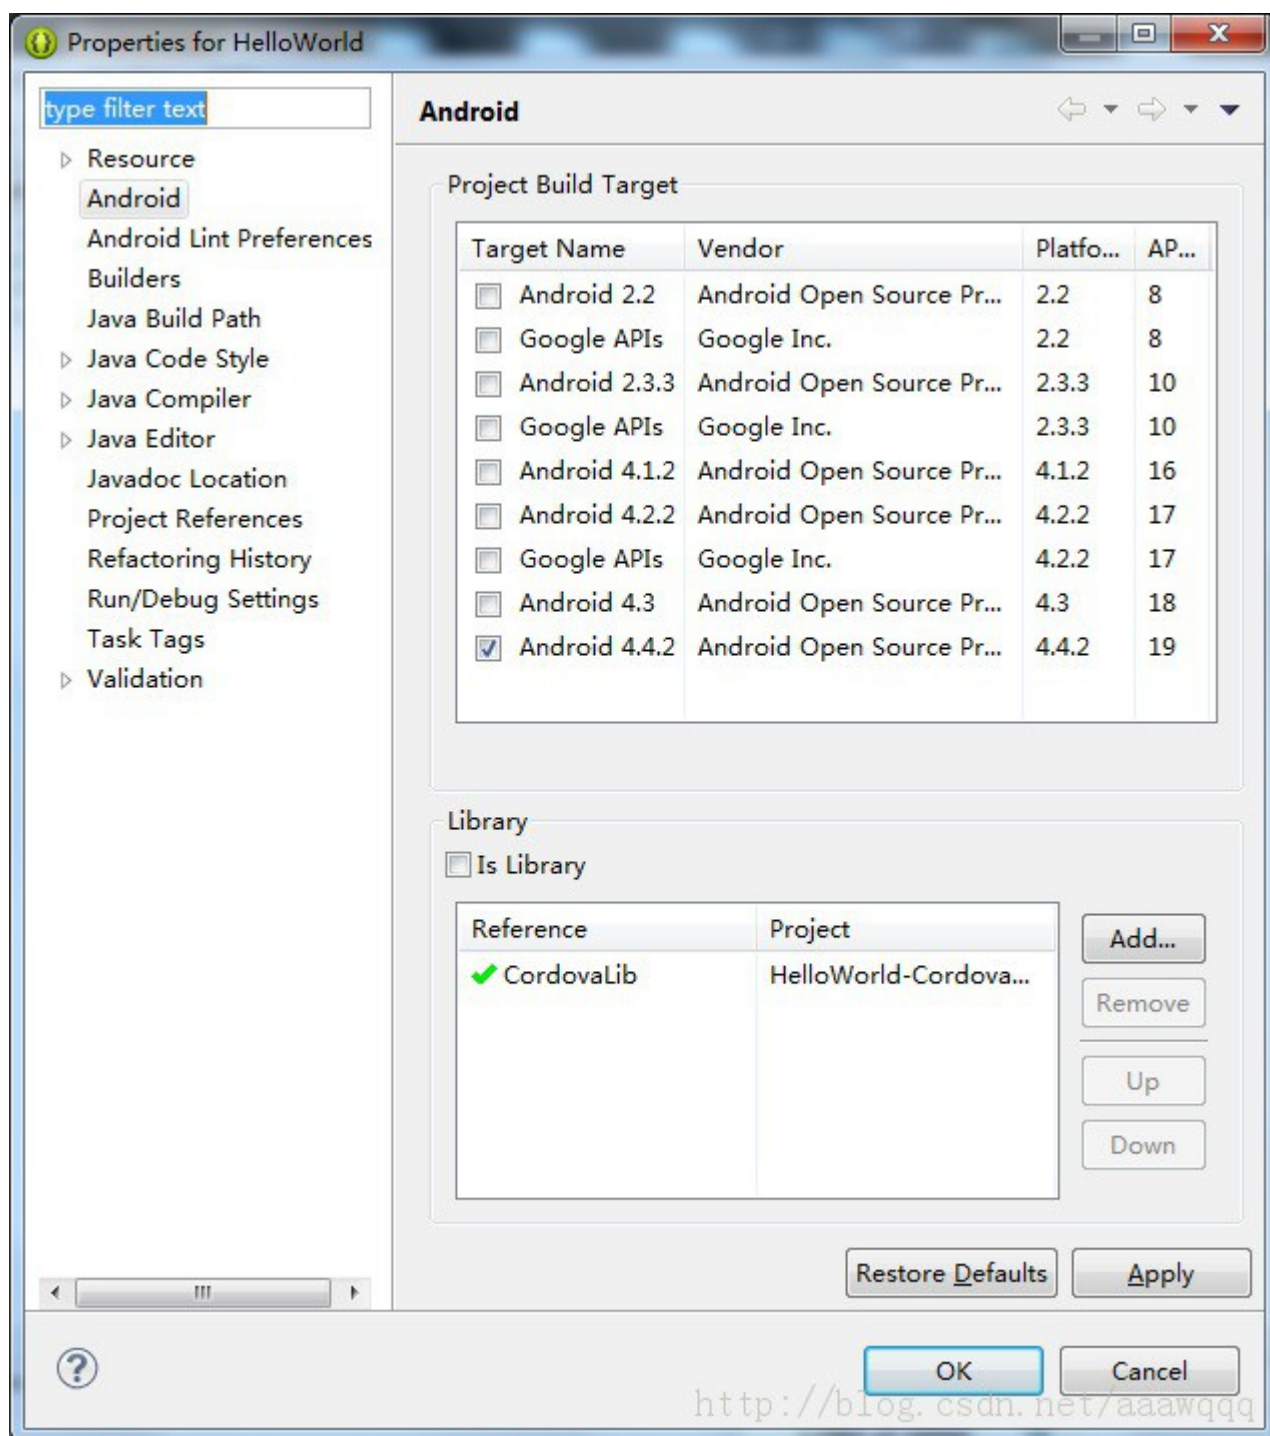 Properties for HelloWorld
type filter text
Resource
Android
Android Lint Preferences
Builders
Java Build Path
Java Code Style
Java Compiler
Java Editor
Javadoc Location
Project References
Refactoring History
Run/Debug Settings
Task Tags
Validation
Android
Project Build Target
Target Name Vendor Platfo... AP...
Android 2.2 Android Open Source Pr... 2.2 8
Google APIs Google Inc. 2.2 8
Android 2.3.3 Android Open Source Pr... 2.3.3 10
Google APIs Google Inc. 2.3.3 10
Android 4.1.2 Android Open Source Pr... 4.1.2 16
Android 4.2.2 Android Open Source Pr... 4.2.2 17
Google APIs Google Inc. 4.2.2 17
Android 4.3 Android Open Source Pr... 4.3 18
Android 4.4.2 Android Open Source Pr... 4.4.2 19
Library
Is Library
Reference Project
CordovaLib HelloWorld-Cordova...
Add...
Remove
Up
Down
Restore Defaults Apply
OK Cancel
http://blog.csdn.net/aaawqqq